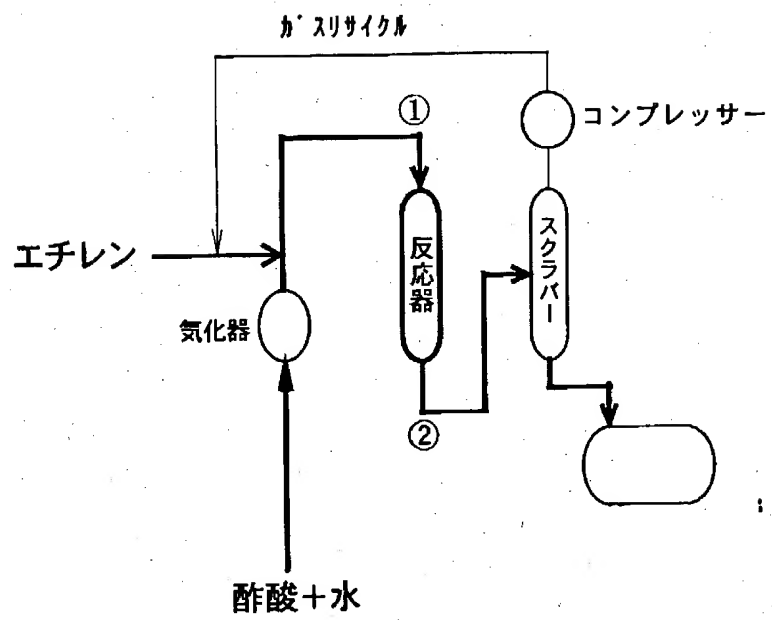 ガスリサイクル
①
コンプレッサー
エチレン
反応器
スクラバー
気化器
②
酢酸+水